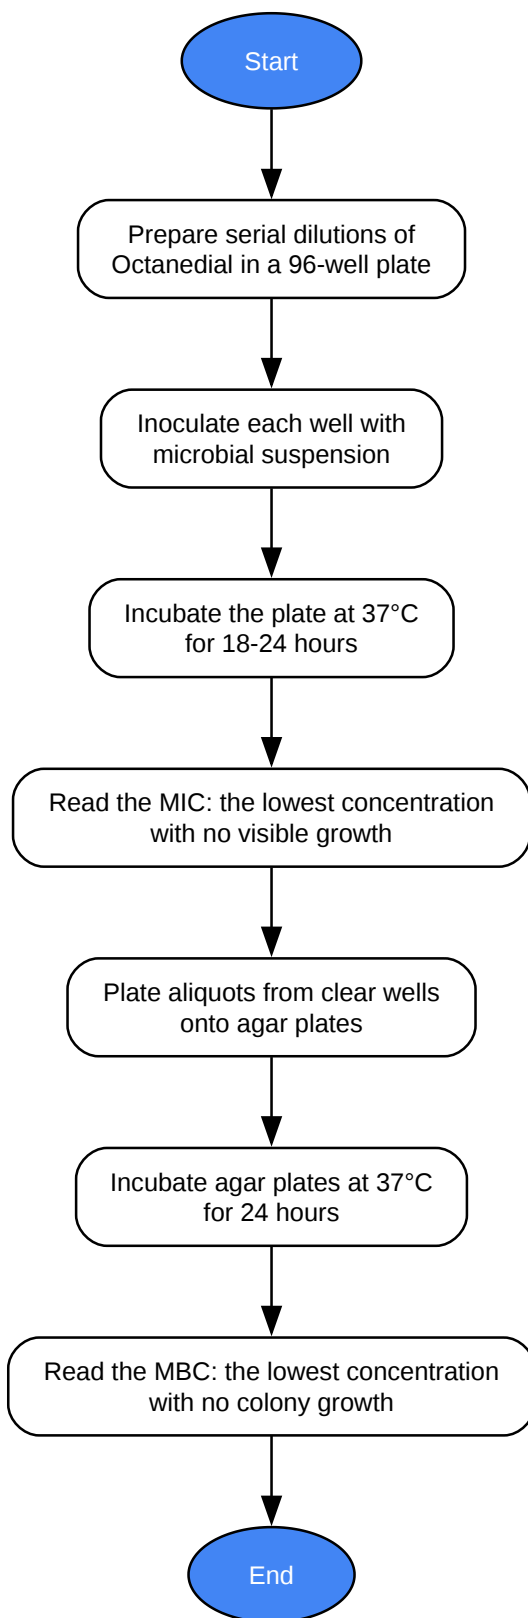 Start
Prepare serial dilutions of
Octanedial in a 96-well plate
Inoculate each well with
microbial suspension
Incubate the plate at 37°C
for 18-24 hours
Read the MIC: the lowest concentration
with no visible growth
Plate aliquots from clear wells
onto agar plates
Incubate agar plates at 37°C
for 24 hours
Read the MBC: the lowest concentration
with no colony growth
End